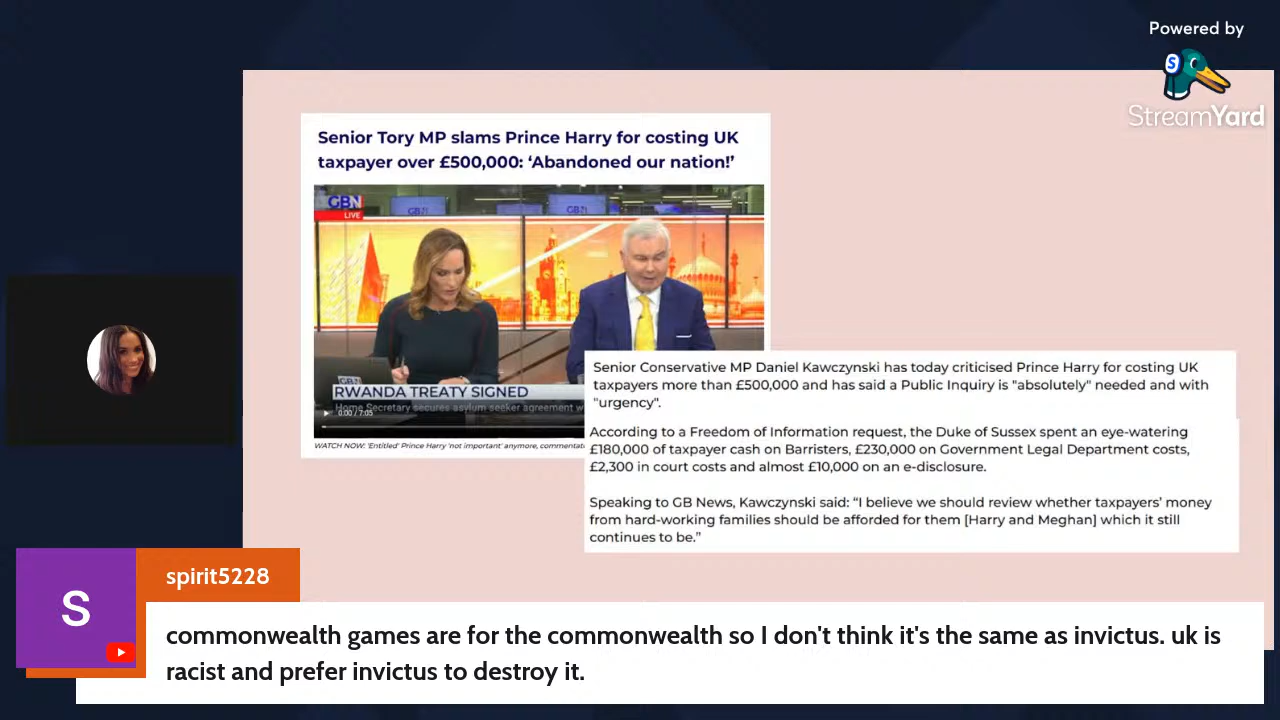 Powered by
StreamYard
Senior Tory MP slams Prince Harry for costing UK
taxpayer over £500,000: ‘Abandoned our nation!’
GBN
LIVE
GBN
GBN
GBN
RWANDA TREATY SIGNED
Home Secretary secures asylum seeker agreement w
0:00 / 7:05
WATCH NOW: 'Entitled' Prince Harry 'not important' anymore, commentat
Senior Conservative MP Daniel Kawczynski has today criticised Prince Harry for costing UK
taxpayers more than £500,000 and has said a Public Inquiry is "absolutely" needed and with
"urgency".
According to a Freedom of Information request, the Duke of Sussex spent an eye-watering
£180,000 of taxpayer cash on Barristers, £230,000 on Government Legal Department costs,
£2,300 in court costs and almost £10,000 on an e-disclosure.
Speaking to GB News, Kawczynski said: “I believe we should review whether taxpayers’ money
from hard-working families should be afforded for them [Harry and Meghan] which it still
continues to be.”
S
spirit5228
commonwealth games are for the commonwealth so I don't think it's the same as invictus. uk is
racist and prefer invictus to destroy it.